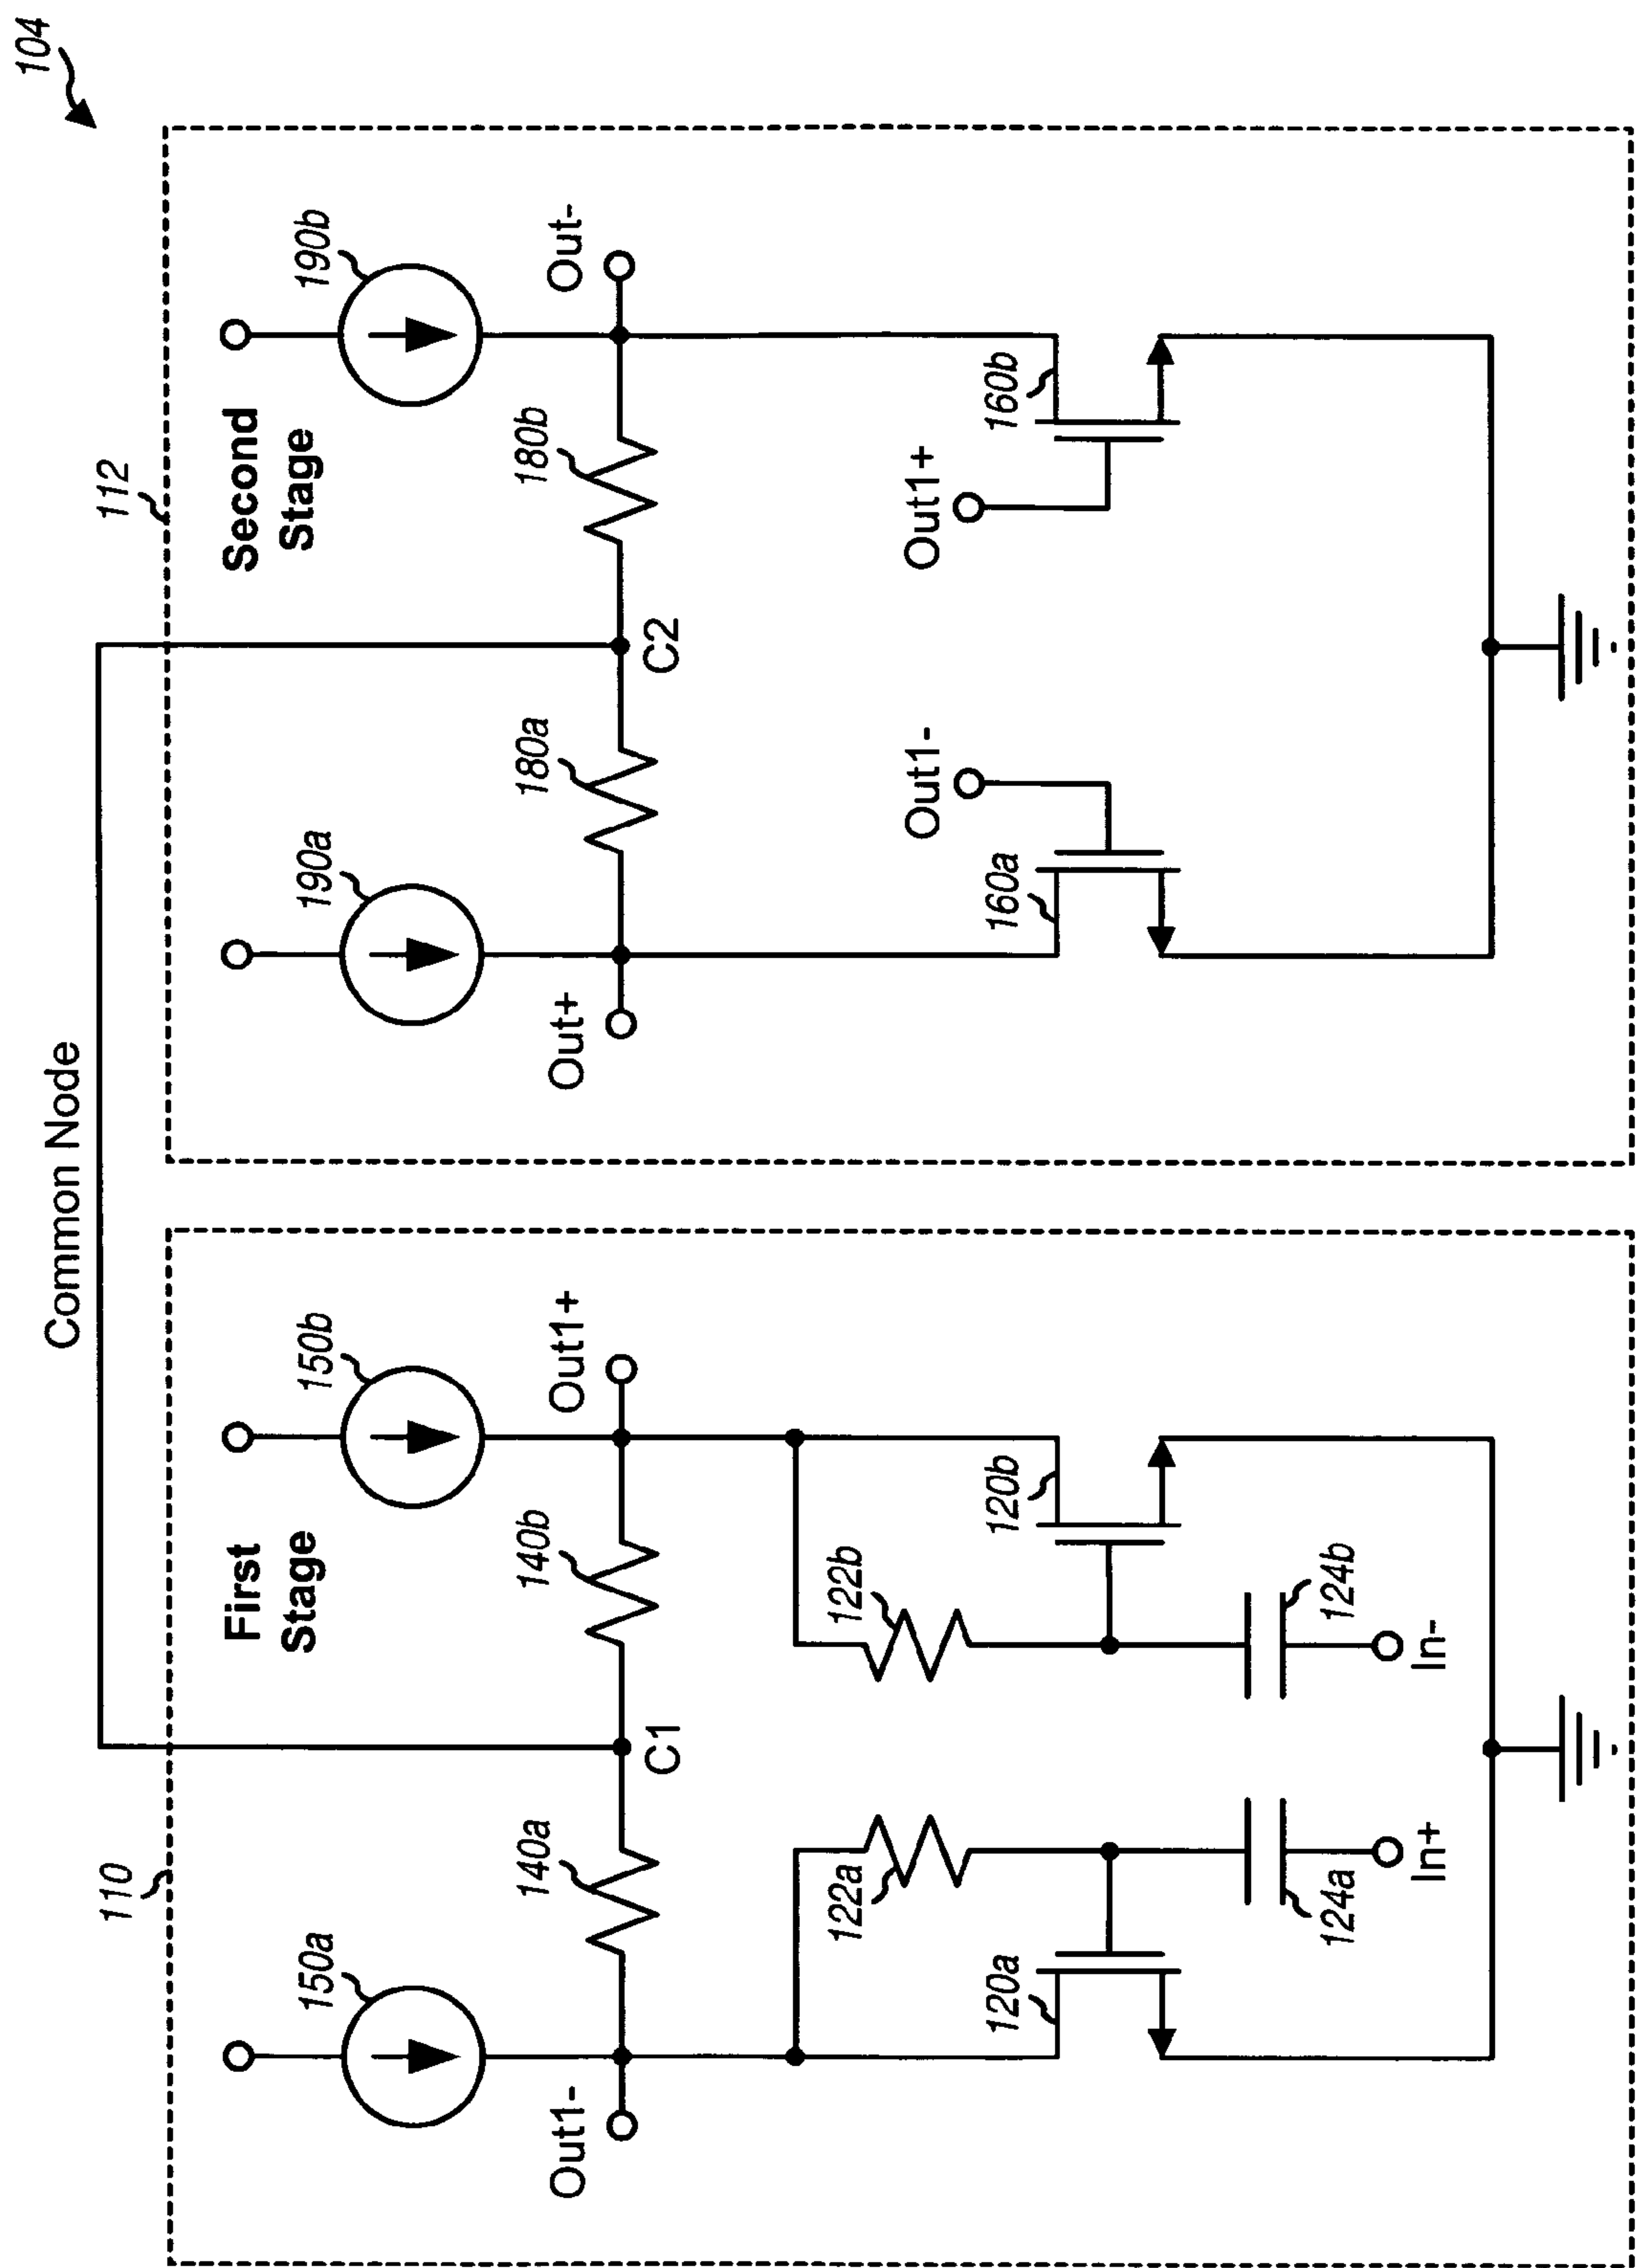 104
Common Node
110
112
150a
First
Stage
150b
190a
Second
Stage
190b
Out1-
140a
140b
Out1+
Out+
180a
180b
Out-
C1
C2
122a
122b
Out1-
Out1+
120a
120b
160a
160b
124a
124b
In+
In-